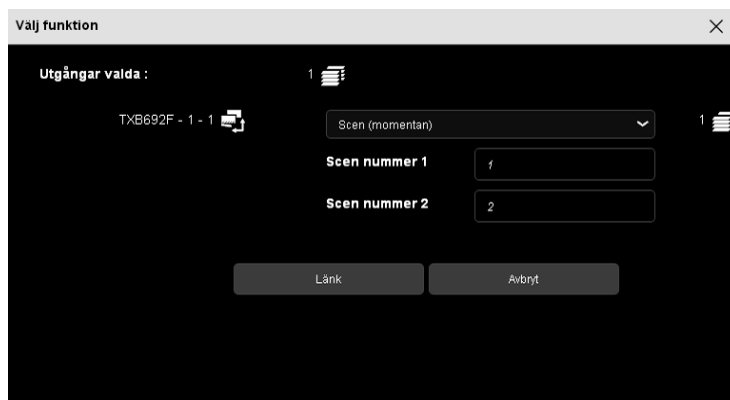 Välj funktion
Utgångar valda : 1
TXB692F - 1 - 1 Scen (momentan) 1
Scen nummer 1 1
Scen nummer 2 2
Länk Avbryt